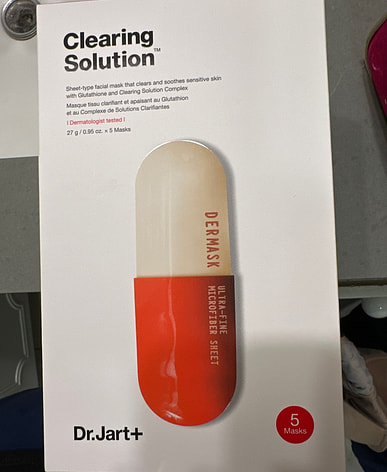 Clearing
Solution™
Sheet-type facial mask that clears and soothes sensitive skin
with Glutathione and Clearing Solution Complex
Masque tissu clarifiant et apaisant au Glutathion
et au Complexe de Solutions Clarifiantes
I Dermatologist tested I
27 g / 0.95 oz. x 5 Masks
DERMASK
ULTRA-FINE
MICROFIBER SHEET
Dr.Jart+
5
Masks